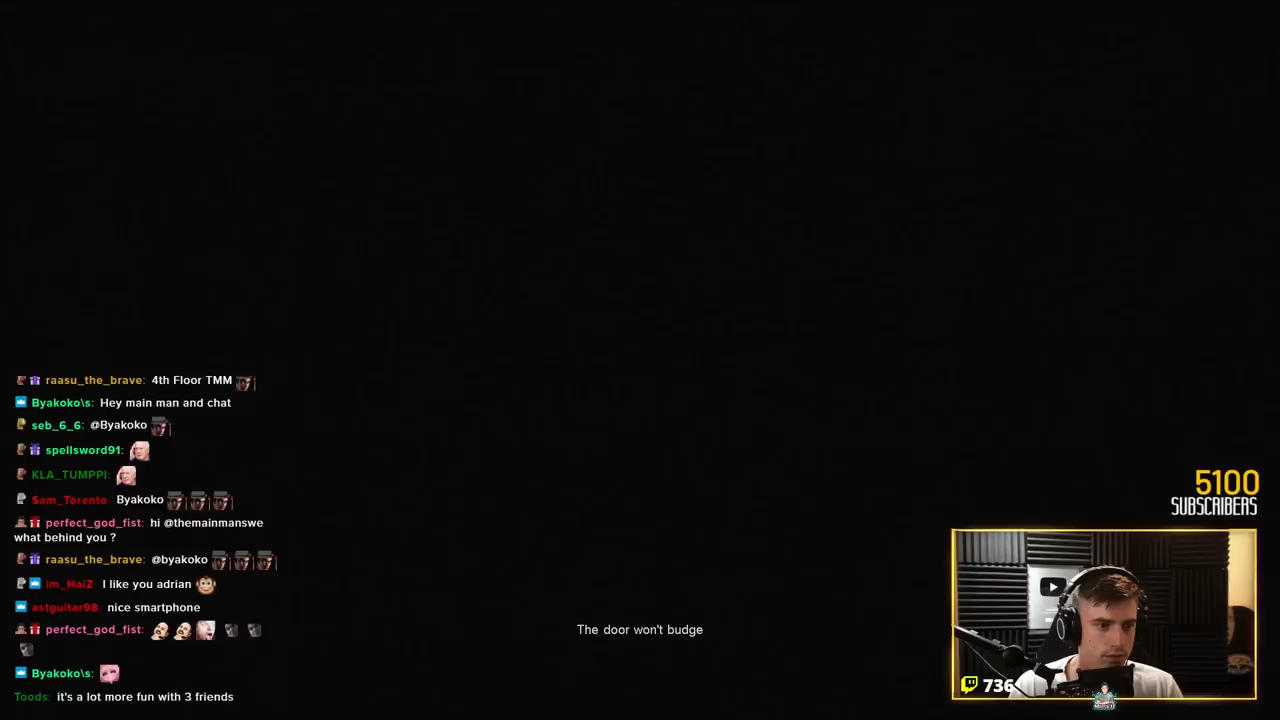 raasu_the_brave: 4th Floor TMM
Byakoko\s: Hey main man and chat
seb_6_6: @Byakoko
spellsword91:
KLA_TUMPPI:
Sam_Torento Byakoko
perfect_god_fist: hi @themainmanswe
what behind you ?
raasu_the_brave: @byakoko
im_HaiZ I like you adrian
astguitar98 nice smartphone
perfect_god_fist:
Byakoko\s:
Toods: it's a lot more fun with 3 friends
The door won't budge
5100
SUBSCRIBERS
736